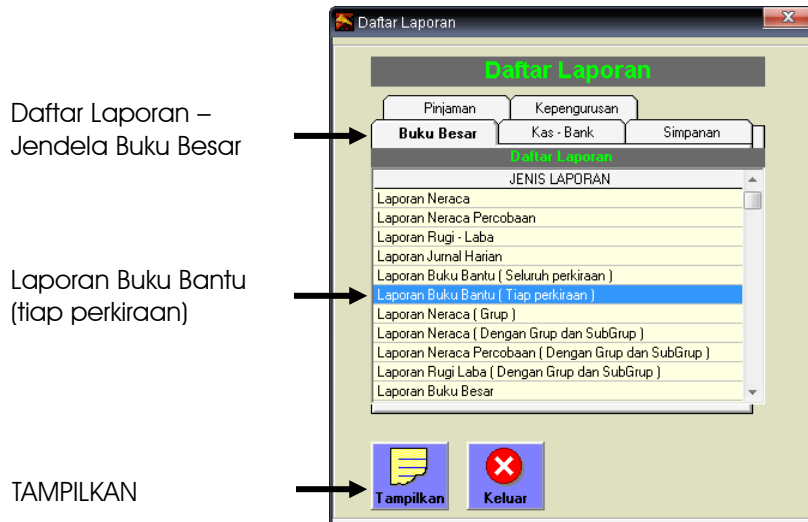 Daftar Laporan
Daftar Laporan
Daftar Laporan –
Jendela Buku Besar
Pinjaman
Kepengurusan
Buku Besar
Kas - Bank
Simpanan
Daftar Laporan
JENIS LAPORAN
Laporan Neraca
Laporan Neraca Percobaan
Laporan Rugi - Laba
Laporan Jurnal Harian
Laporan Buku Bantu ( Seluruh perkiraan )
Laporan Buku Bantu
(tiap perkiraan)
Laporan Buku Bantu ( Tiap perkiraan )
Laporan Neraca ( Grup )
Laporan Neraca ( Dengan Grup dan SubGrup )
Laporan Neraca Percobaan ( Dengan Grup dan SubGrup )
Laporan Rugi Laba ( Dengan Grup dan SubGrup )
Laporan Buku Besar
TAMPILKAN
Tampilkan
Keluar